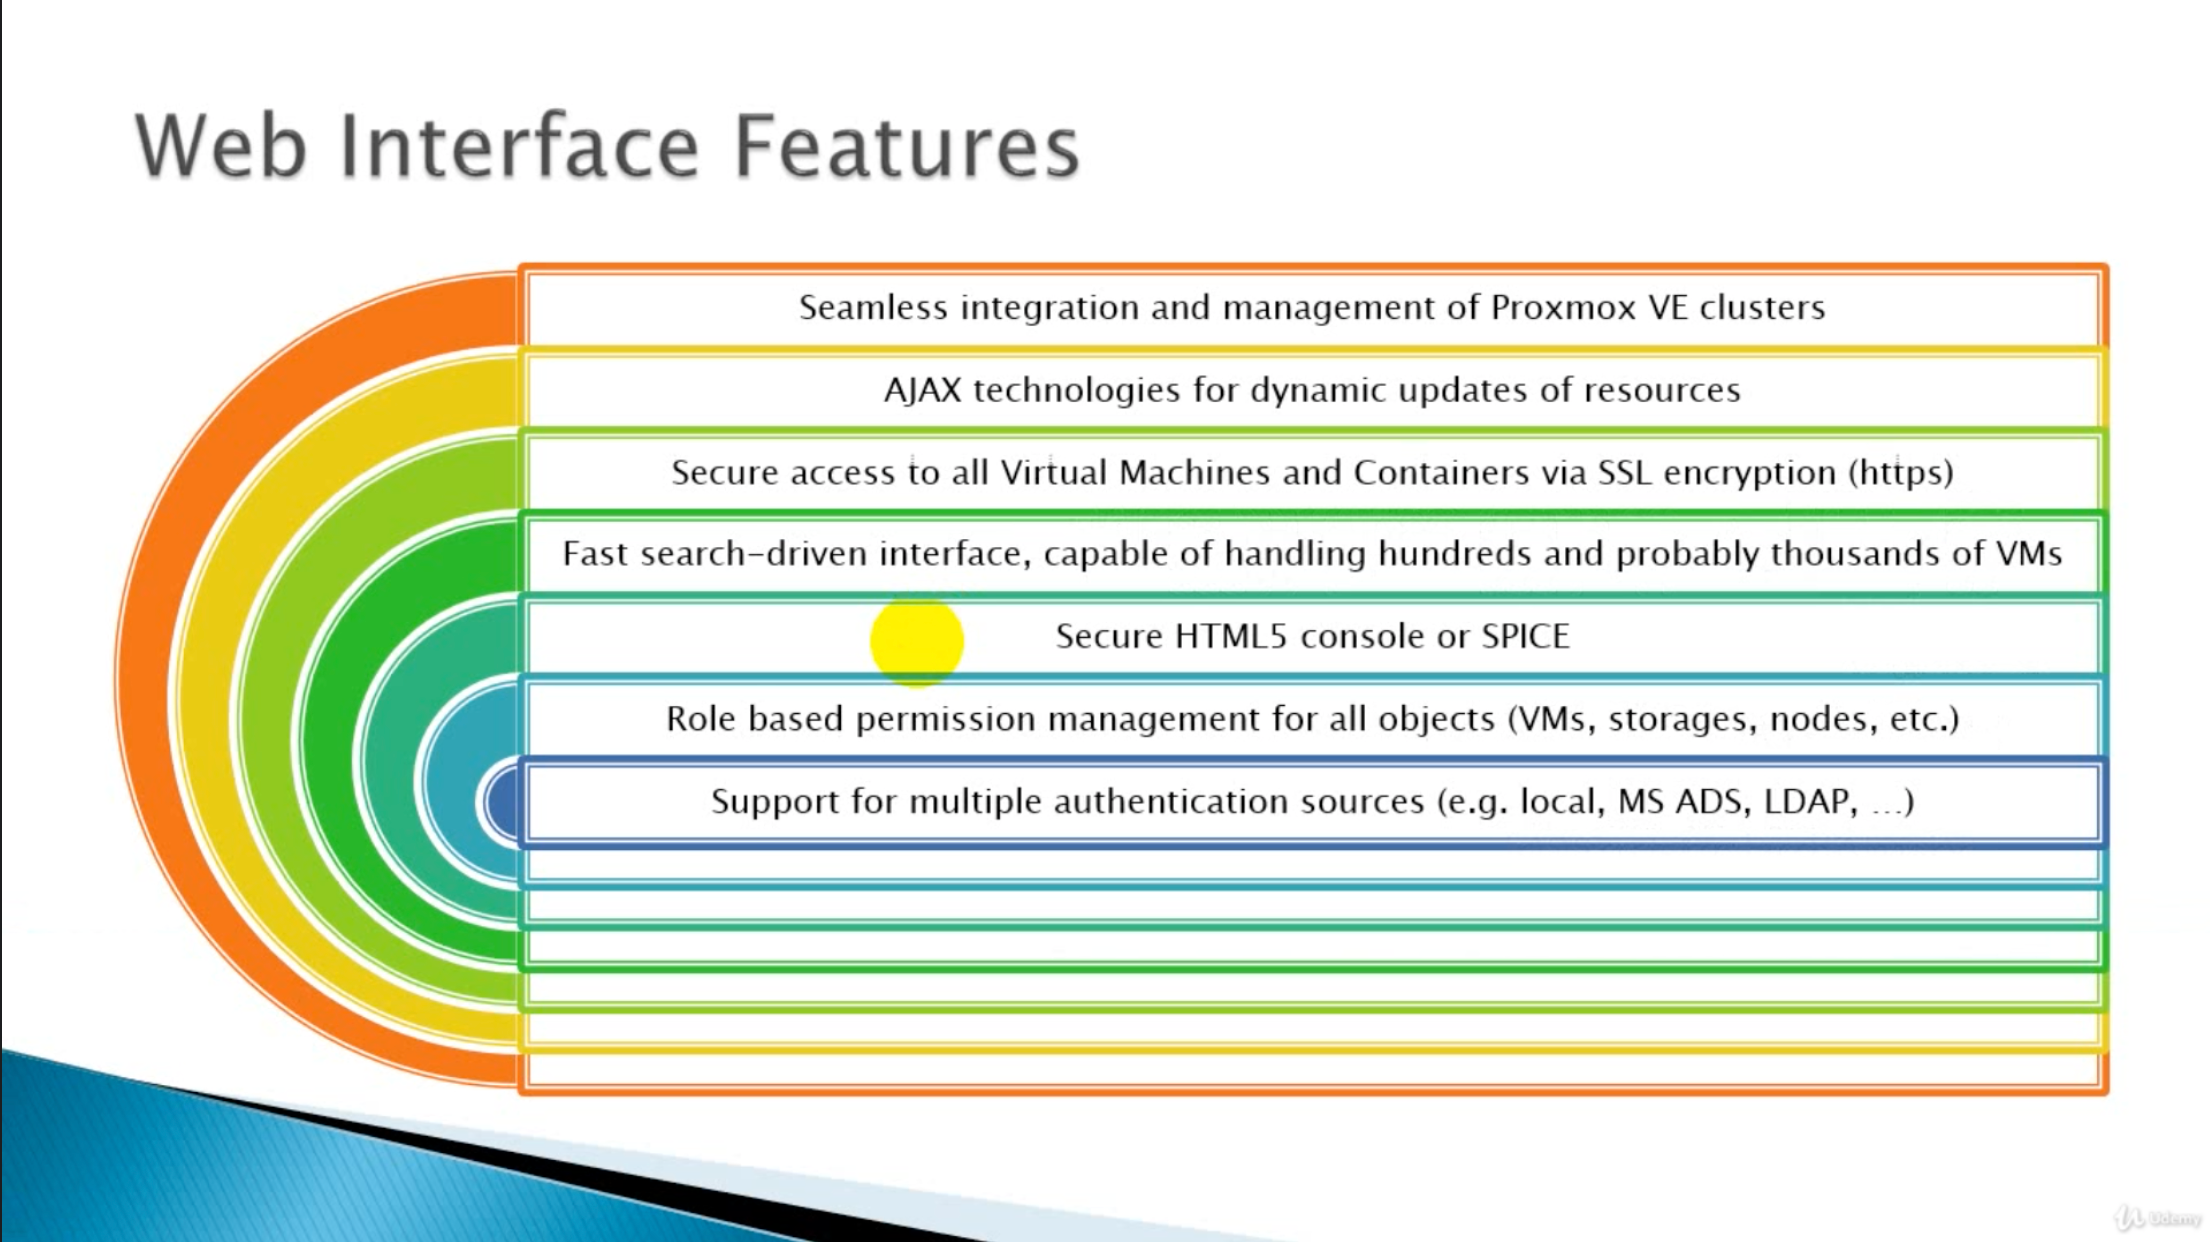 Web Interface Features
Seamless integration and management of Proxmox VE clusters
AJAX technologies for dynamic updates of resources
Secure access to all Virtual Machines and Containers via SSL encryption (https)
Fast search-driven interface, capable of handling hundreds and probably thousands of VMs
Secure HTML5 console or SPICE
Role based permission management for all objects (VMs, storages, nodes, etc.)
Support for multiple authentication sources (e.g. local, MS ADS, LDAP, ...)
Udemy